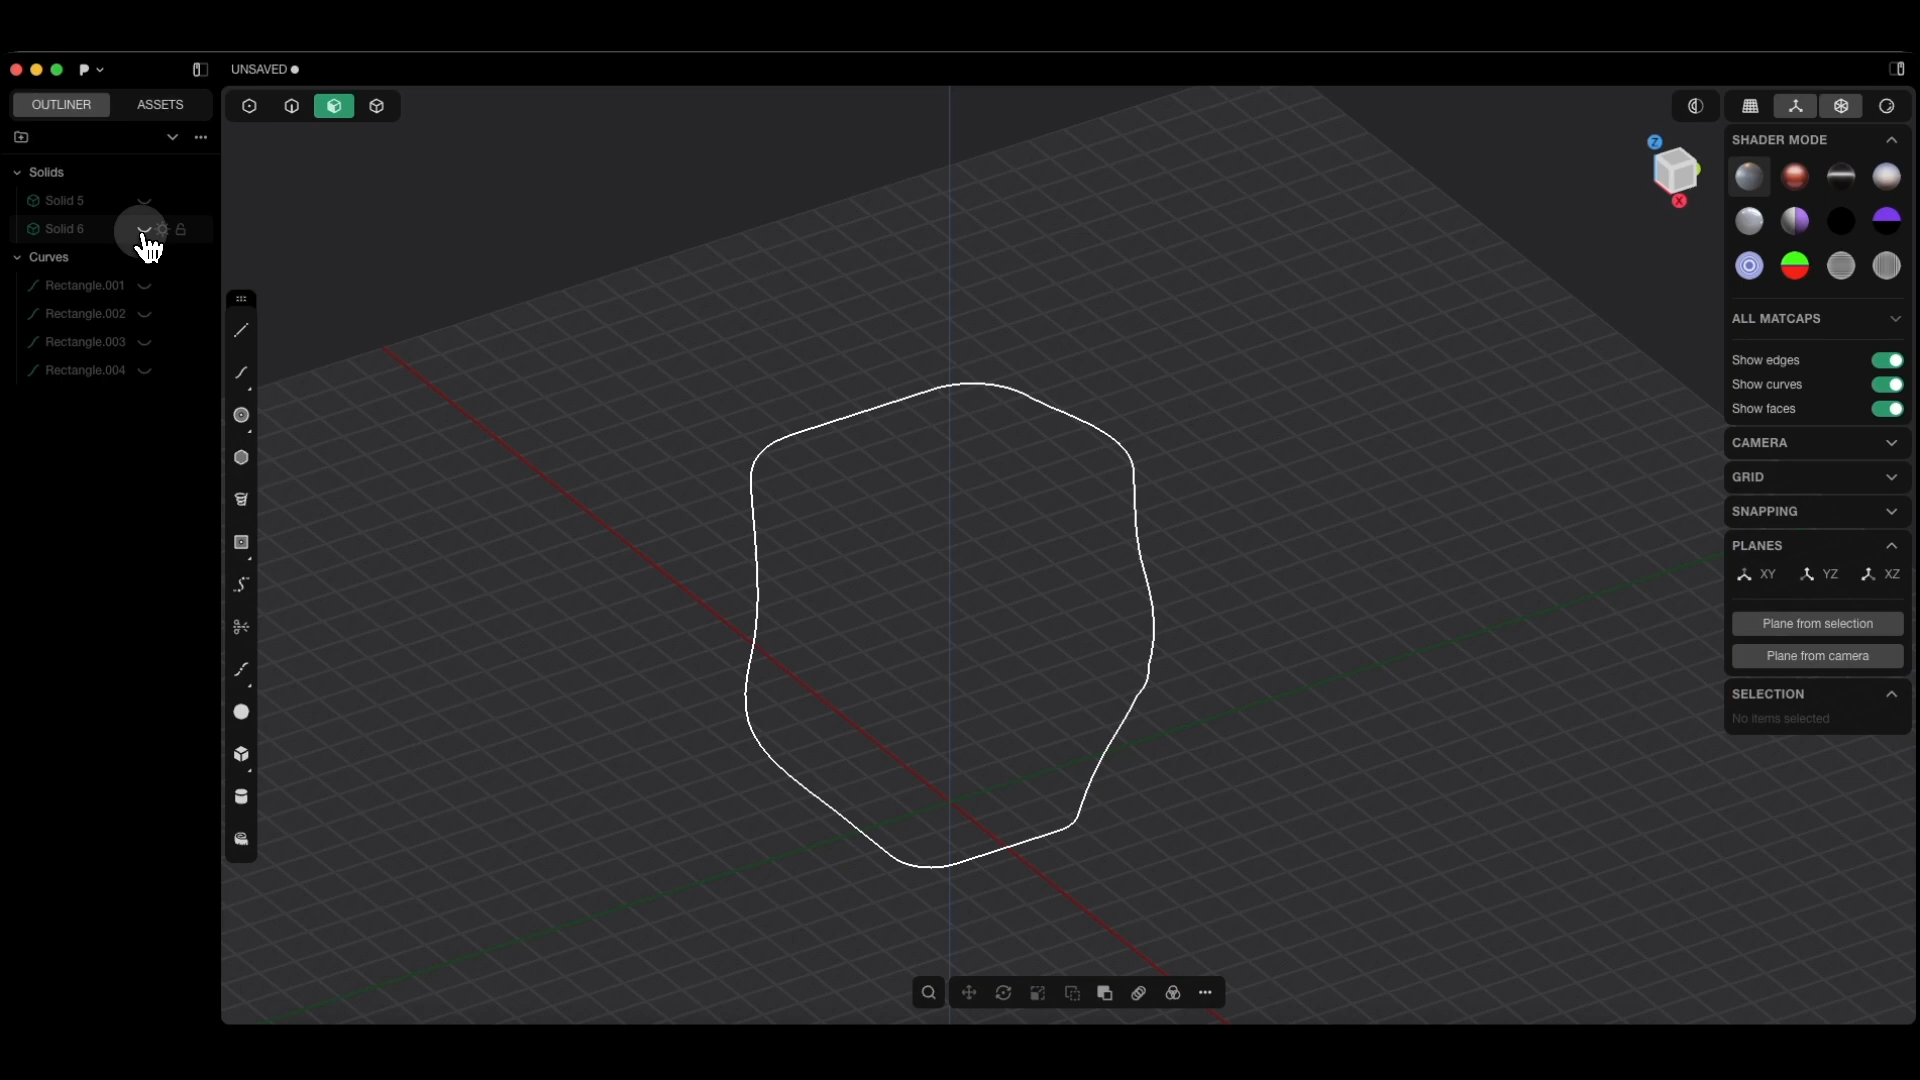 UNSAVED
OUTLINER ASSETS
Solids
Solid 5
Solid 6
Curves
Rectangle.001
Rectangle.002
Rectangle.003
Rectangle.004
Z
X
SHADER MODE
ALL MATCAPS
Show edges
Show curves
Show faces
CAMERA
GRID
SNAPPING
PLANES
XY YZ XZ
Plane from selection
Plane from camera
SELECTION
No items selected